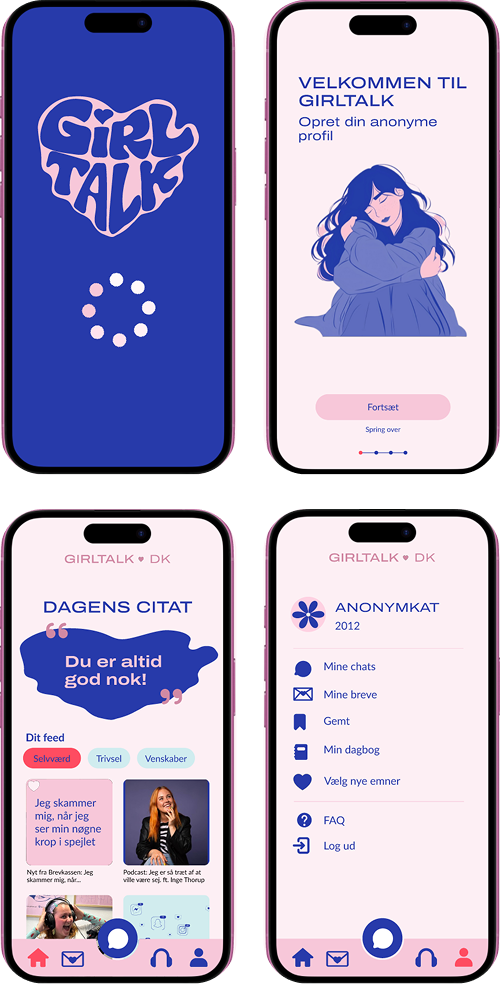 GIRL
TALK
VELKOMMEN TIL
GIRLTALK
Opret din anonyme
profil
Fortsæt
Spring over
GIRLTALK DK
DAGENS CITAT
“
Du er altid
god nok!
”
Dit feed
Selvværd
Trivsel
Venskaber
Jeg skammer
mig, når jeg
ser min nøgne
krop i spejlet
Nyt fra Brevkassen: Jeg
skammer mig, når...
Podcast: Jeg er så træt af at
ville være sej. ft. Inge Thorup
GIRLTALK DK
ANONYMKAT
2012
Mine chats
Mine breve
Gemt
Min dagbog
Vælg nye emner
FAQ
Log ud